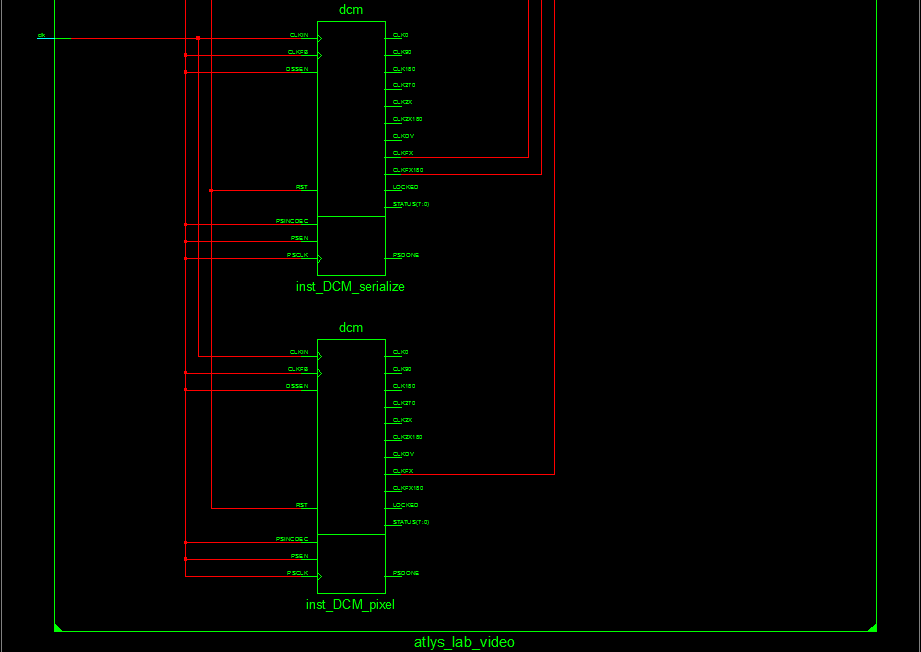 dcm
clk
CLKIN CLK0
CLKFB CLK90
DSSEN CLK180
CLK270
CLK2X
CLK2X180
CLKDV
CLKFX
CLKFX180
RST LOCKED
STATUS(7:0)
PSINCDEC
PSEN
PSCLK PSDONE
inst_DCM_serialize
dcm
CLKIN CLK0
CLKFB CLK90
DSSEN CLK180
CLK270
CLK2X
CLK2X180
CLKDV
CLKFX
CLKFX180
RST LOCKED
STATUS(7:0)
PSINCDEC
PSEN
PSCLK PSDONE
inst_DCM_pixel
atlys_lab_video